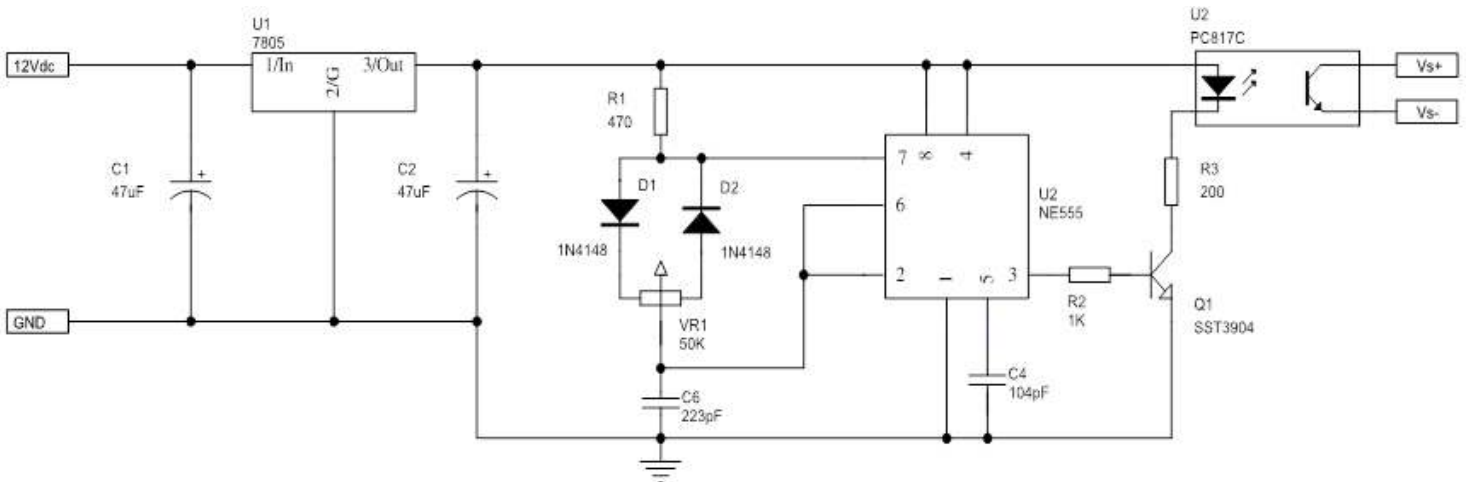 U1
7805
U2
PC817C
12Vdc
1/In
2/G
3/Out
Vs+
Vs-
R1
470
C1
47uF
+
C2
47uF
+
D1
D2
1N4148
1N4148
7
8
4
6
2
1
5
3
U2
NE555
R3
200
R2
1K
Q1
SST3904
GND
VR1
50K
C4
104pF
C6
223pF